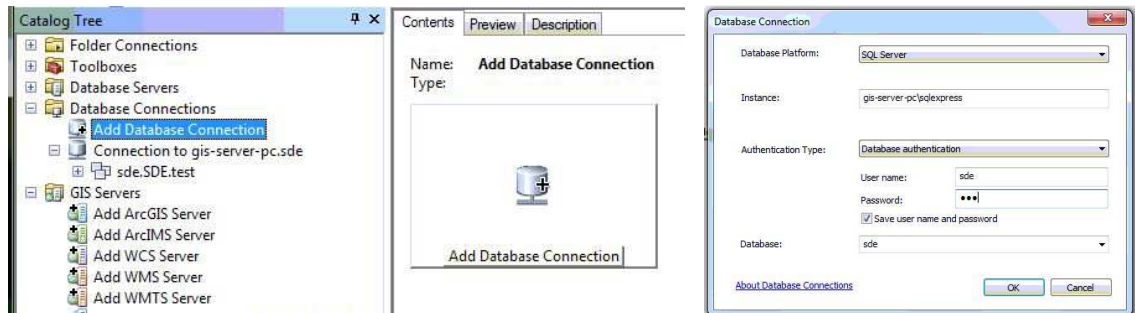 Catalog Tree
Folder Connections
Toolboxes
Database Servers
Database Connections
Add Database Connection
Connection to gis-server-pc.sde
sde.SDE.test
GIS Servers
Add ArcGIS Server
Add ArcIMS Server
Add WCS Server
Add WMS Server
Add WMTS Server
Contents Preview Description
Name: Add Database Connection
Type:
Add Database Connection
Database Connection
Database Platform: SQL Server
Instance: gis-server-pc\sqlexpress
Authentication Type: Database authentication
User name: sde
Password: •••
Save user name and password
Database: sde
About Database Connections
OK Cancel